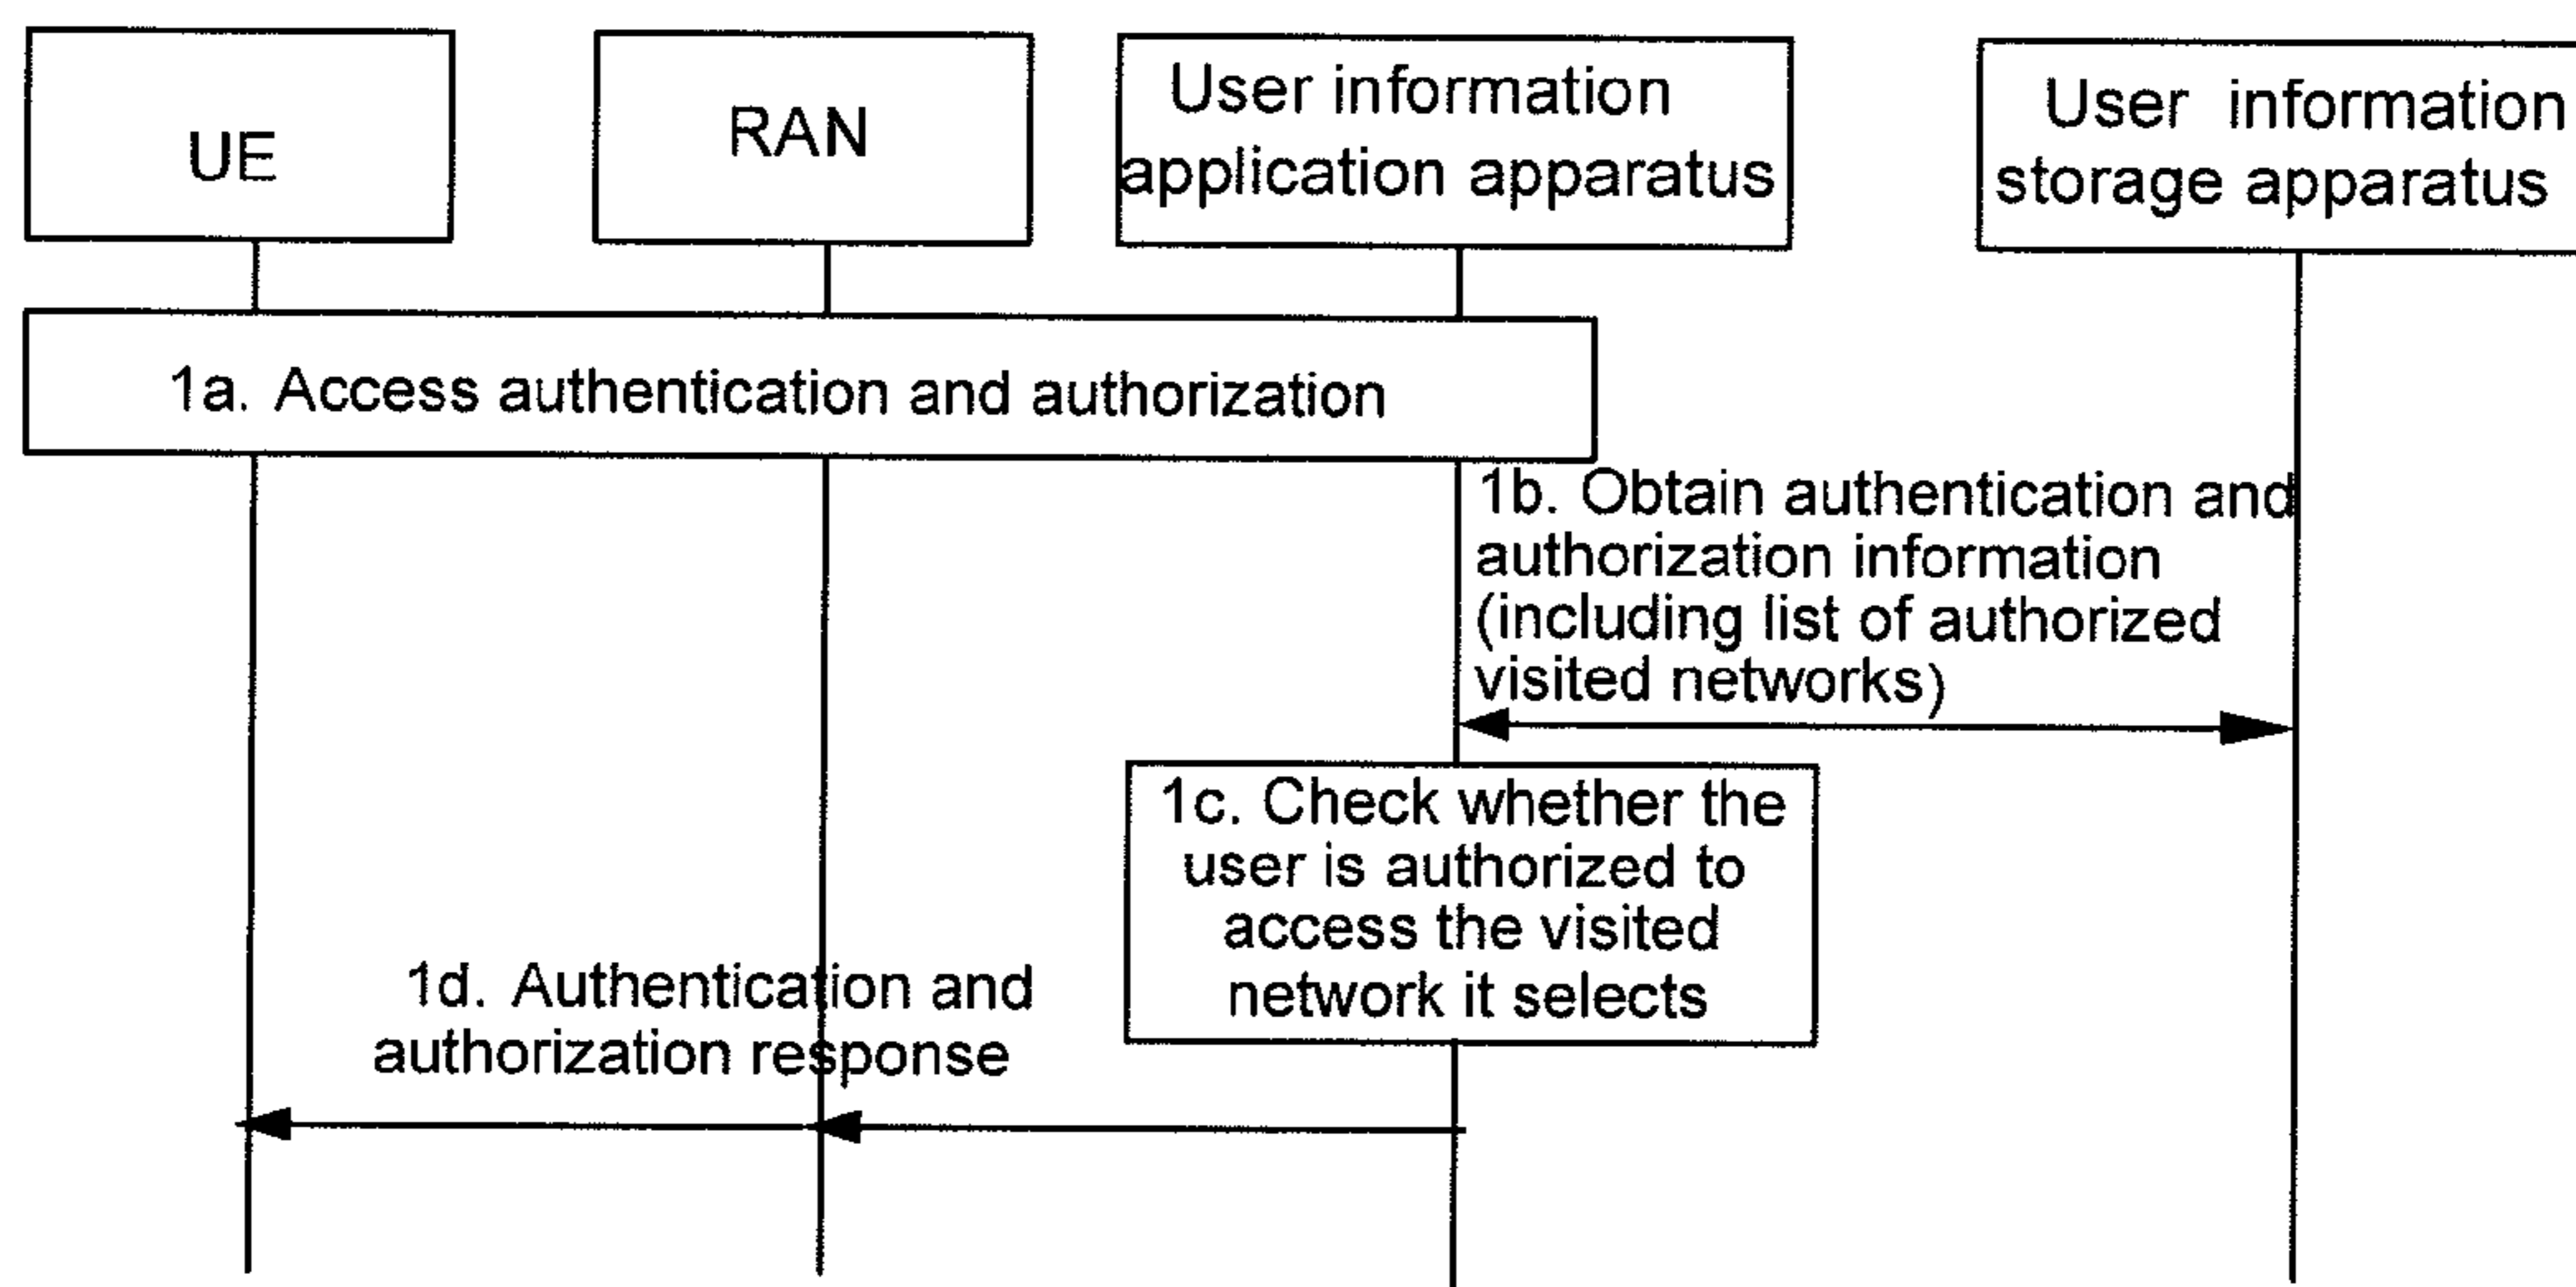 UE
RAN
User information
application apparatus
User information
storage apparatus
1a. Access authentication and authorization
1b. Obtain authentication and
authorization information
(including list of authorized
visited networks)
1c. Check whether the
user is authorized to
access the visited
network it selects
1d. Authentication and
authorization response